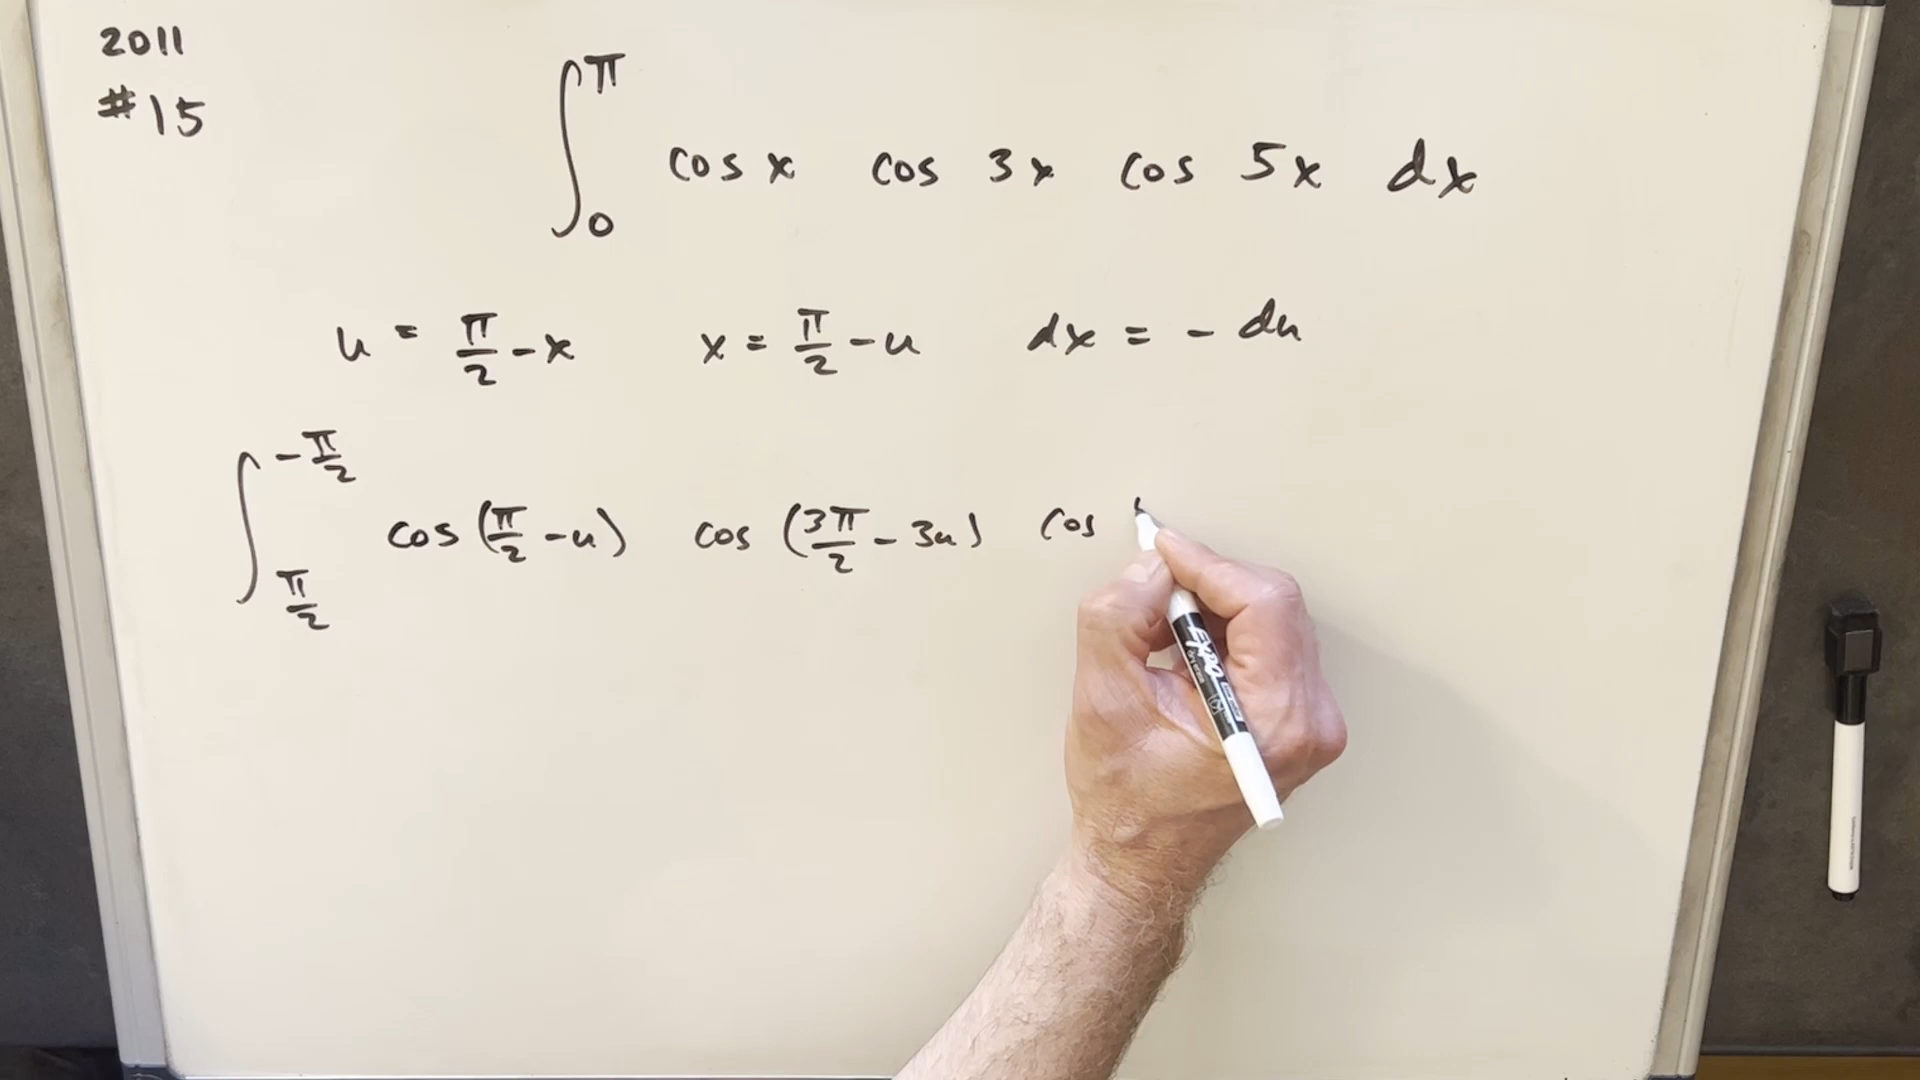 2011
#15
∫₀^π cos x cos 3x cos 5x dx
u = π/2 - x x = π/2 - u dx = - du
∫_{π/2}^{-π/2} cos (π/2 - u) cos (3π/2 - 3u) cos
EXPO